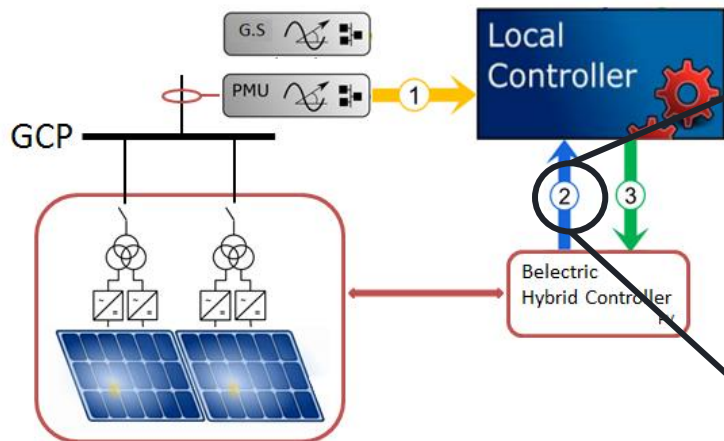 G.S
PMU
1
Local
Controller
GCP
2
3
Belectric
Hybrid Controller